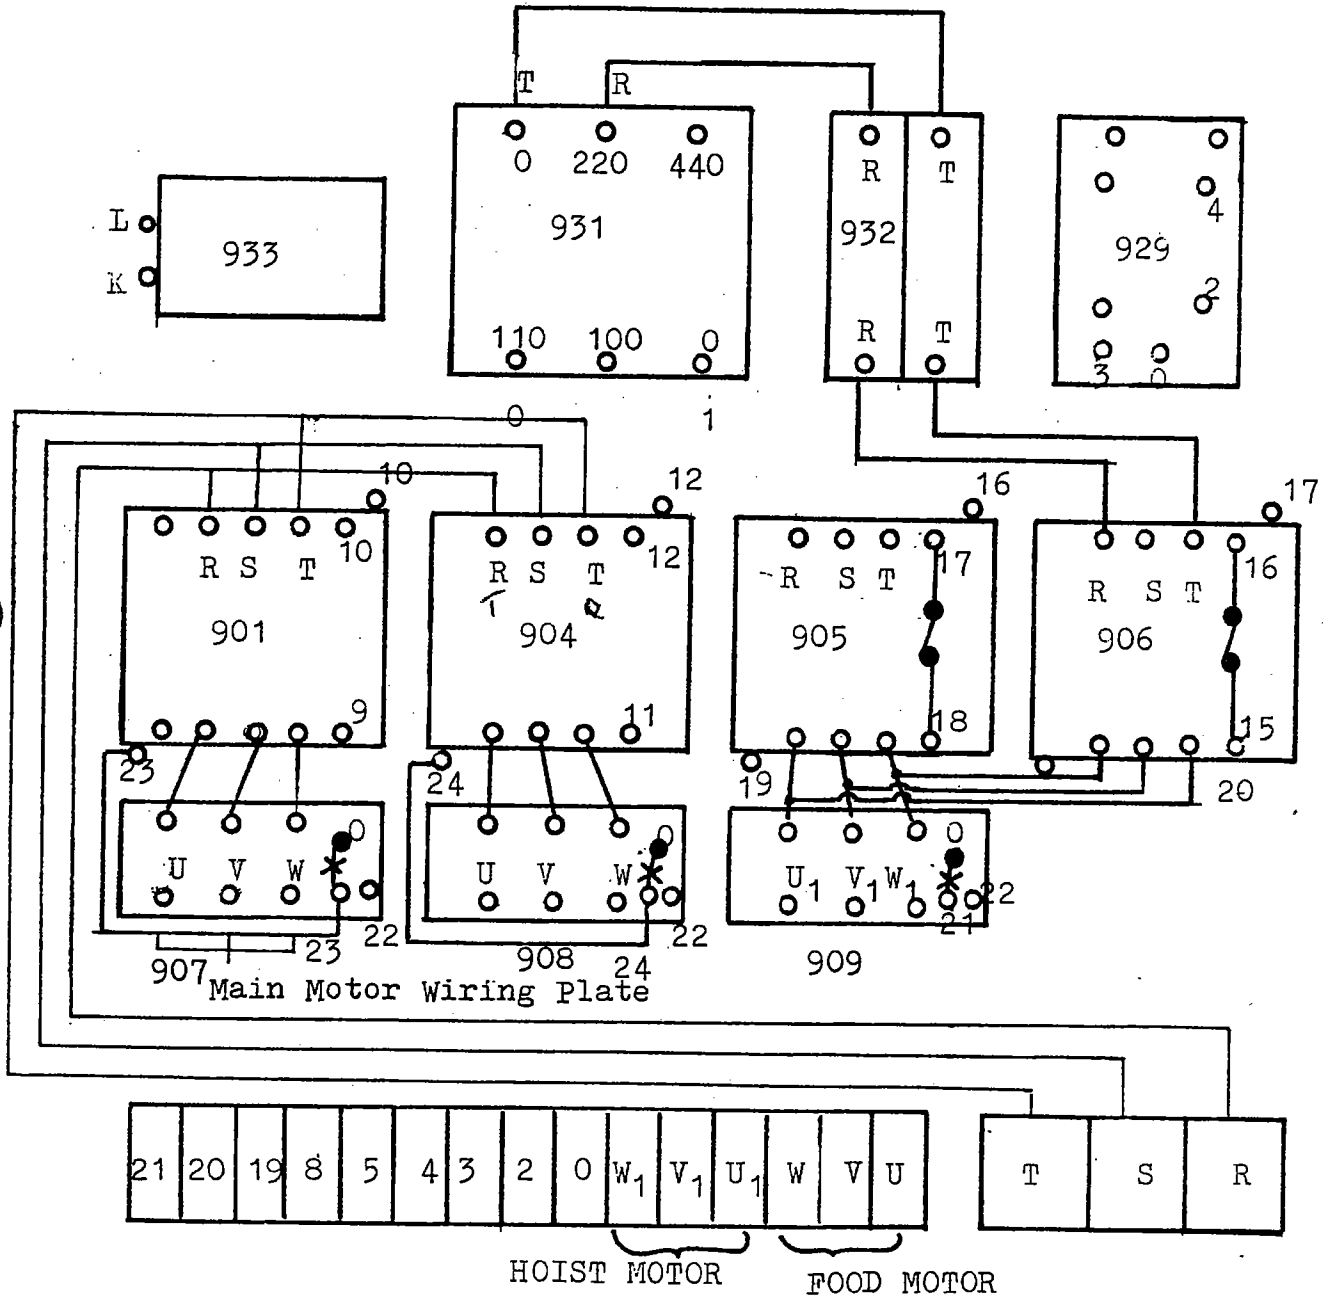 T R
0 220 440
931
110 100 0
0 1
R T
932
R T
4
929
2
3 0
L
933
K
10
10
R S T
901
9
23
12
12
R S T
T R
904
11
24
16
17
R S T
905
18
19
17
16
R S T
906
15
20
0
U V W
22
23
907
0
U V W
22
908 24
0
U1 V1 W1
22
21
909
Main Motor Wiring Plate
21 20 19 8 5 4 3 2 0 W1 V1 U1 W V U
T S R
HOIST MOTOR FOOD MOTOR